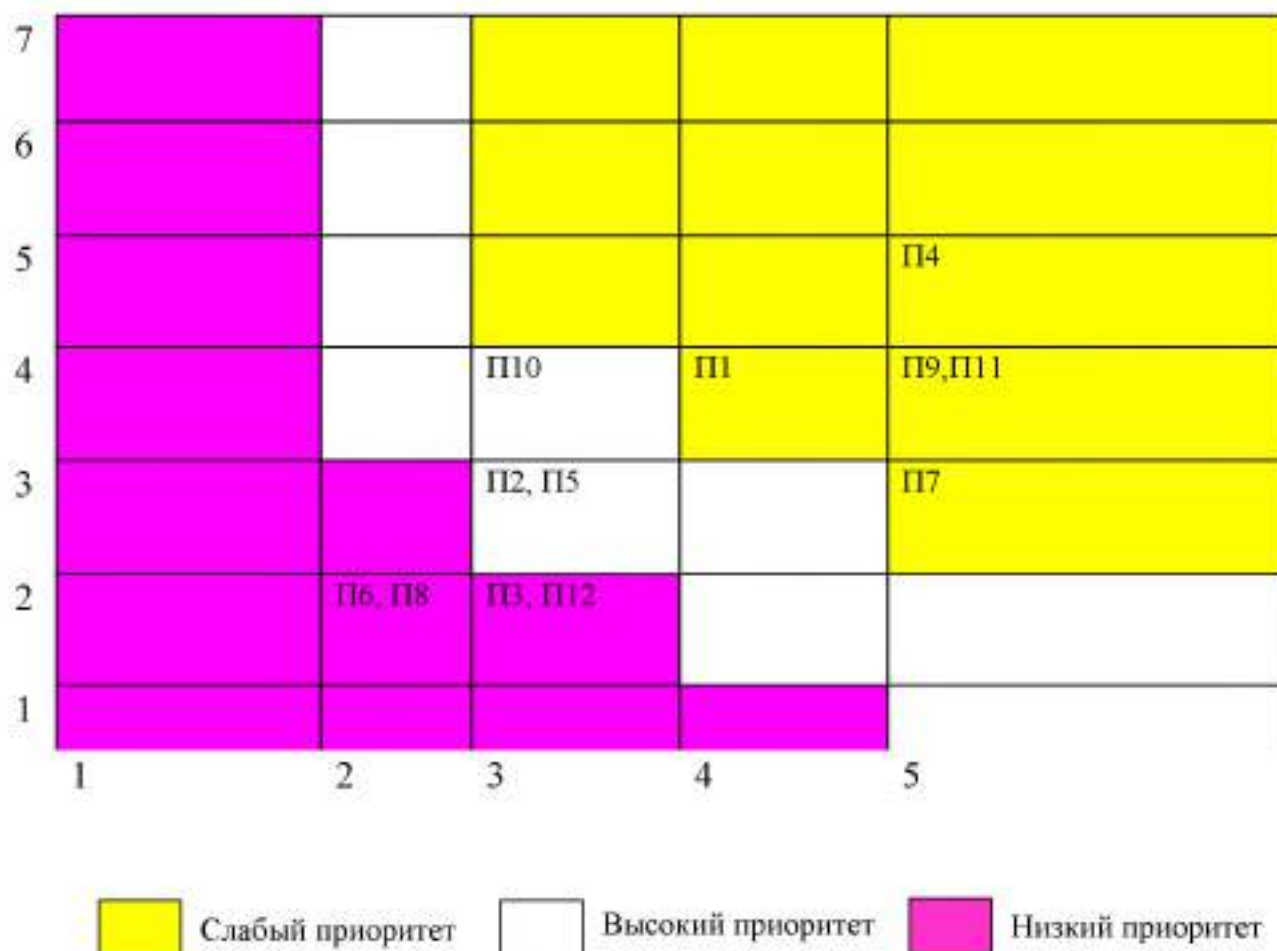 7
6
5 П4
4 П10 П1 П9,П11
3 П2, П5 П7
2 П6, П8 П3, П12
1
1 2 3 4 5
Слабый приоритет Высокий приоритет Низкий приоритет